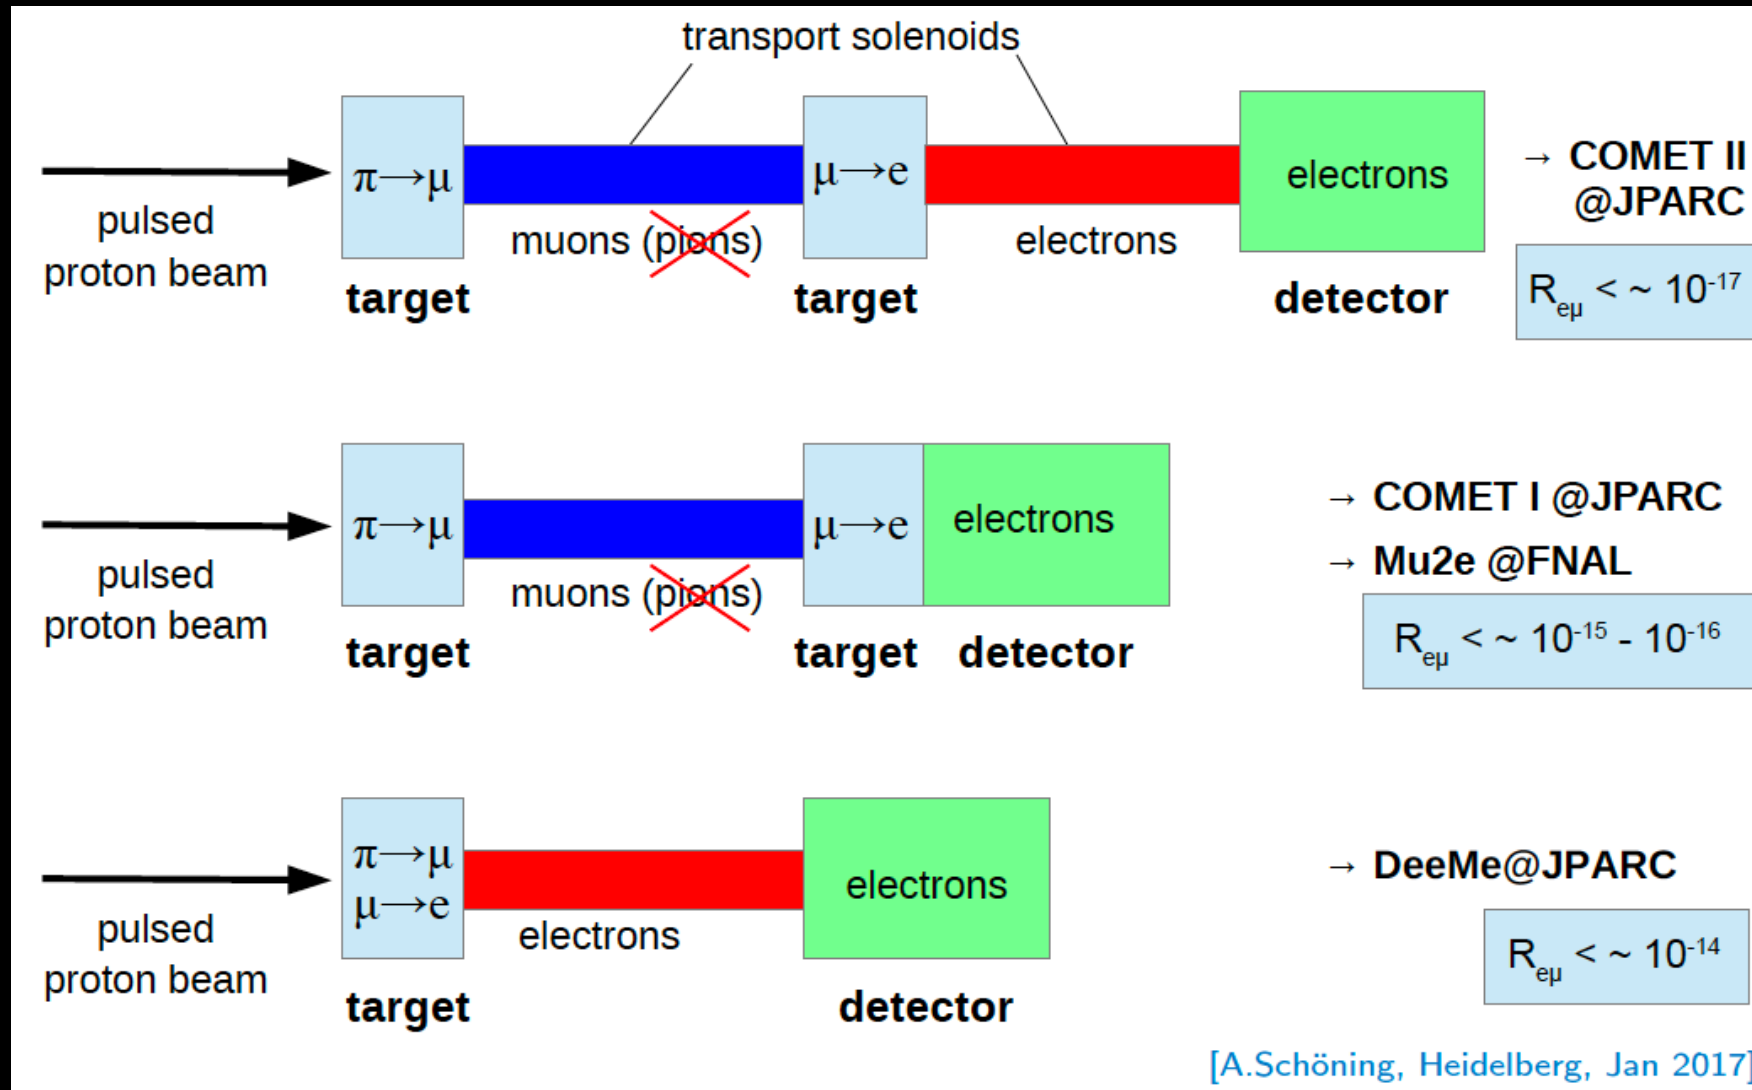 transport solenoids
π→μ
μ→e
electrons
→ COMET II
@JPARC
pulsed
proton beam
muons (pions)
electrons
target
target
detector
R_eμ < ~ 10^-17
π→μ
μ→e
electrons
→ COMET I @JPARC
→ Mu2e @FNAL
pulsed
proton beam
muons (pions)
target
target
detector
R_eμ < ~ 10^-15 - 10^-16
π→μ
μ→e
electrons
→ DeeMe@JPARC
pulsed
proton beam
electrons
target
detector
R_eμ < ~ 10^-14
[A.Schöning, Heidelberg, Jan 2017]